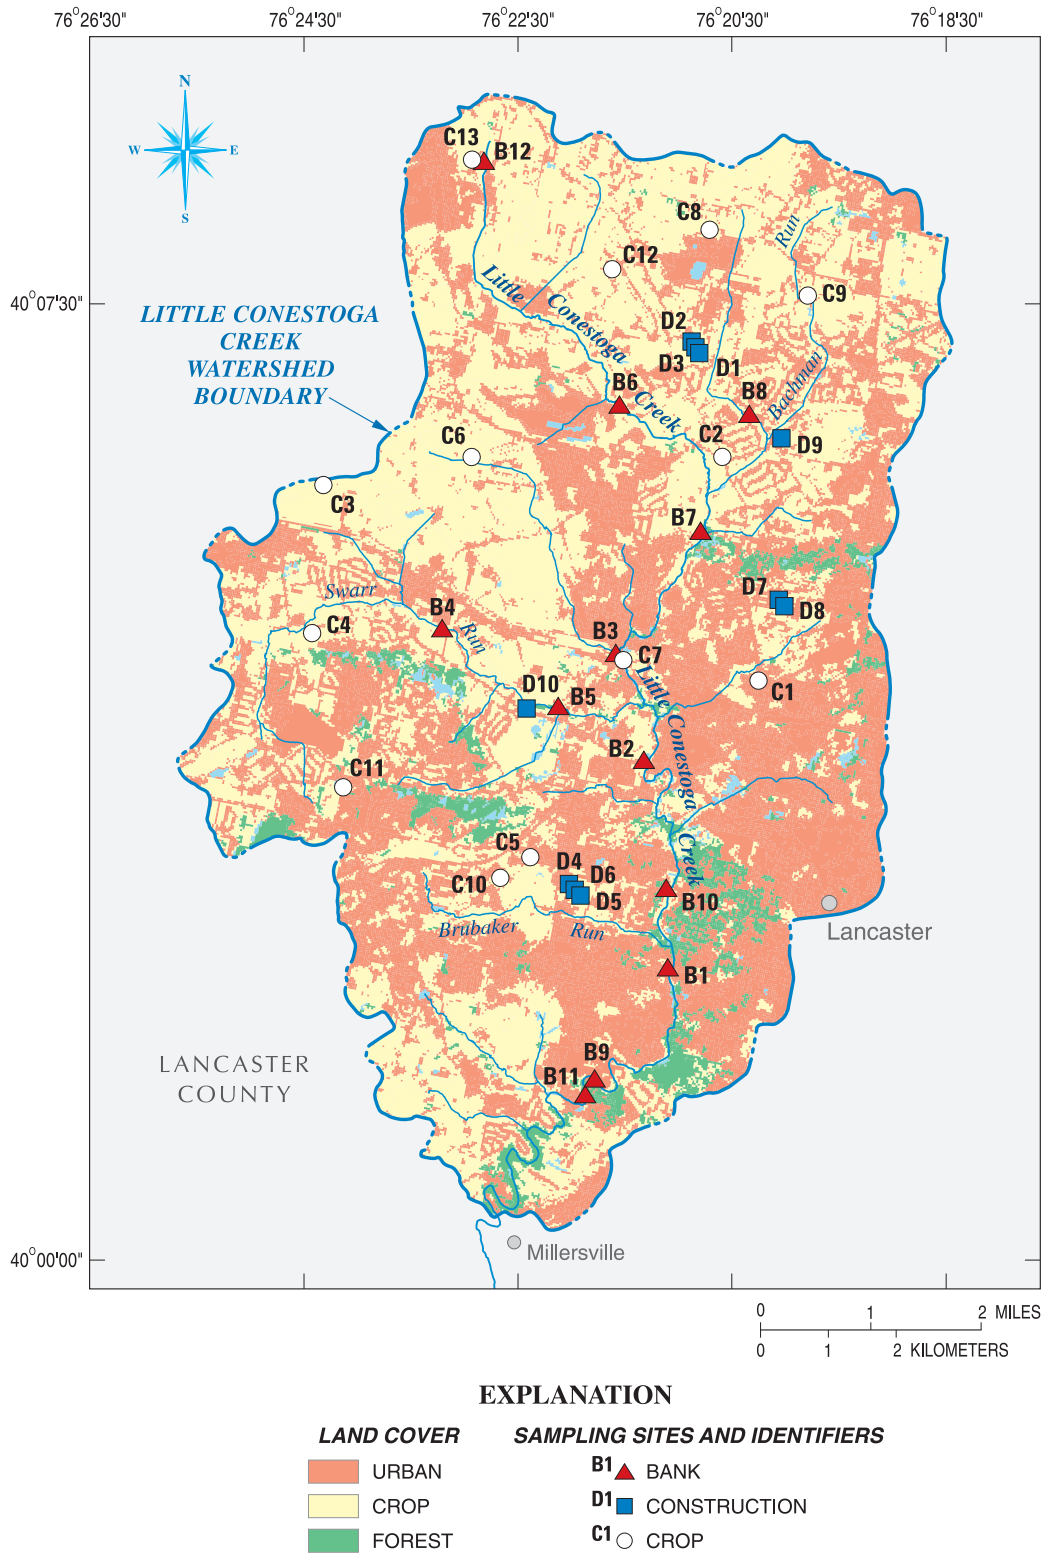 76°26'30"
76°24'30"
76°22'30"
76°20'30"
76°18'30"
N
W
E
S
C13
B12
C8
Run
C12
C9
40°07'30"
Little
Conestoga
Creek
LITTLE CONESTOGA
CREEK
WATERSHED
BOUNDARY
D2
D3
D1
B6
B8
Bachman
C6
C2
D9
C3
B7
Swarr
Run
B4
D7
D8
C4
B3
C7
C1
D10
B5
Little Conestoga
Creek
B2
C11
C5
D4
D6
C10
D5
B10
Brubaker
Run
Lancaster
B1
LANCASTER
COUNTY
B9
B11
40°00'00"
Millersville
0
1
2 MILES
0
1
2 KILOMETERS
EXPLANATION
LAND COVER
SAMPLING SITES AND IDENTIFIERS
URBAN
B1
BANK
CROP
D1
CONSTRUCTION
FOREST
C1
CROP